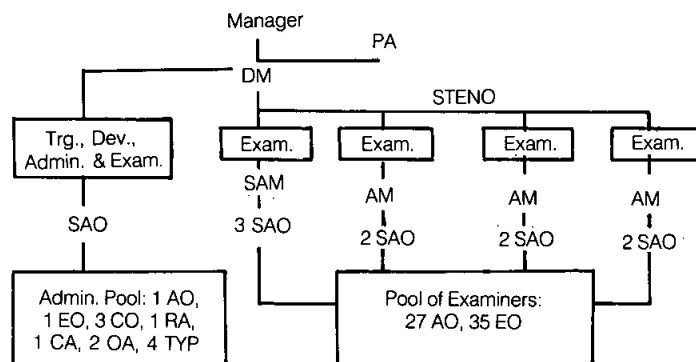 Manager
PA
DM
STENO
Trg., Dev.,
Admin. & Exam.
Exam.
Exam.
Exam.
Exam.
SAM
AM
AM
AM
SAO
3 SAO
2 SAO
2 SAO
2 SAO
Admin. Pool: 1 AO,
1 EO, 3 CO, 1 RA,
1 CA, 2 OA, 4 TYP
Pool of Examiners:
27 AO, 35 EO